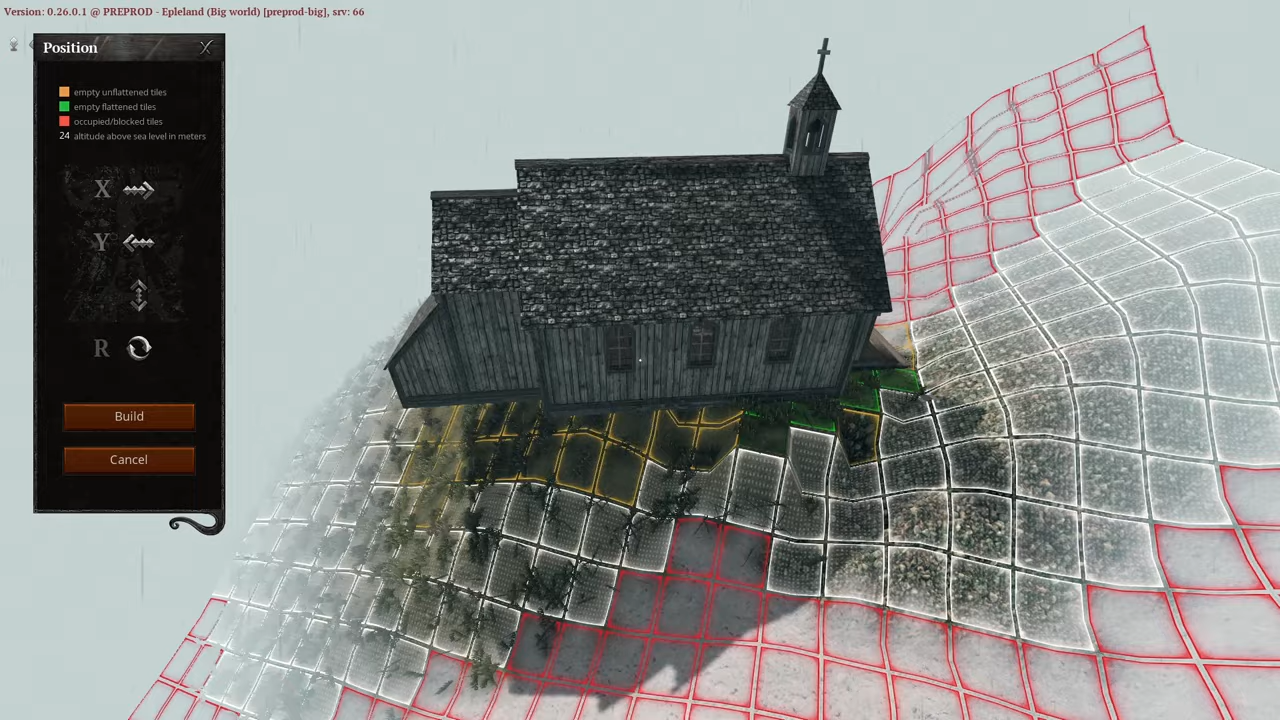 Version: 0.26.0.1 @ PREPROD - Epleland (Big world) [preprod-big], srv: 66
Position
X
empty unflattened tiles
empty flattened tiles
occupied/blocked tiles
24 altitude above sea level in meters
X
Y
R
Build
Cancel